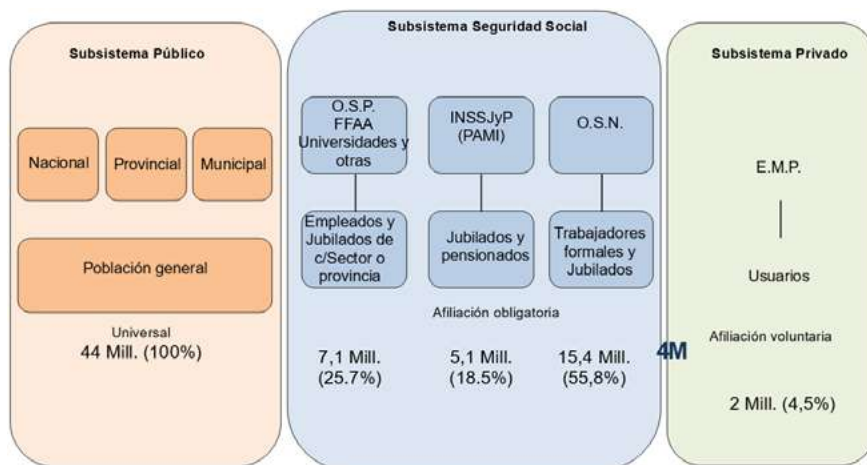 Subsistema Público
Nacional
Provincial
Municipal
Población general
Universal
44 Mill. (100%)
Subsistema Seguridad Social
O.S.P.
FFAA
Universidades y
otras
INSSJyP
(PAMI)
O.S.N.
Empleados y
Jubilados de
c/Sector o
provincia
Jubilados y
pensionados
Trabajadores
formales y
Jubilados
Afiliación obligatoria
7,1 Mill.
(25.7%)
5,1 Mill.
(18.5%)
15,4 Mill.
(55,8%)
4M
Subsistema Privado
E.M.P.
Usuarios
Afiliación voluntaria
2 Mill. (4,5%)